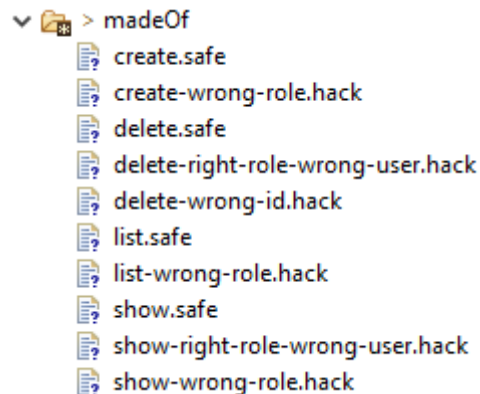 > madeOf
create.safe
create-wrong-role.hack
delete.safe
delete-right-role-wrong-user.hack
delete-wrong-id.hack
list.safe
list-wrong-role.hack
show.safe
show-right-role-wrong-user.hack
show-wrong-role.hack